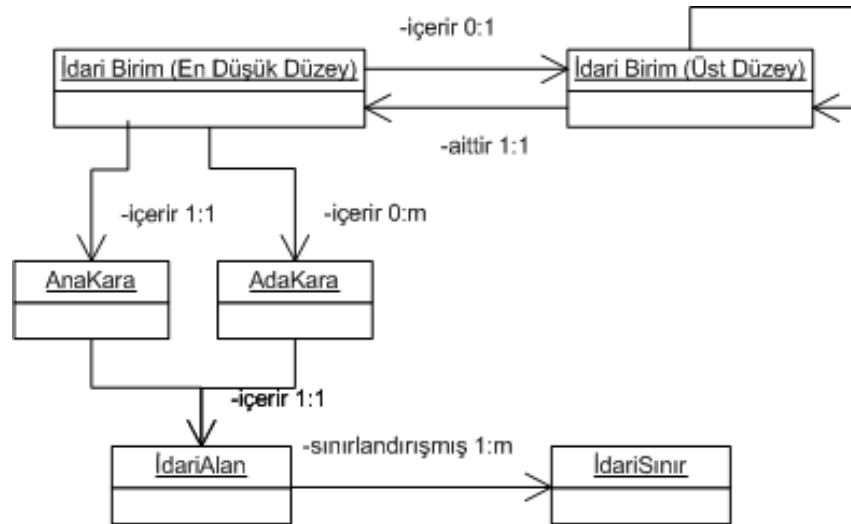 -içerir 0:1
İdari Birim (En Düşük Düzey)
İdari Birim (Üst Düzey)
-aittir 1:1
-içerir 1:1
-içerir 0:m
AnaKara
AdaKara
-içerir 1:1
-sınırlandırışmış 1:m
İdariAlan
İdariSınır